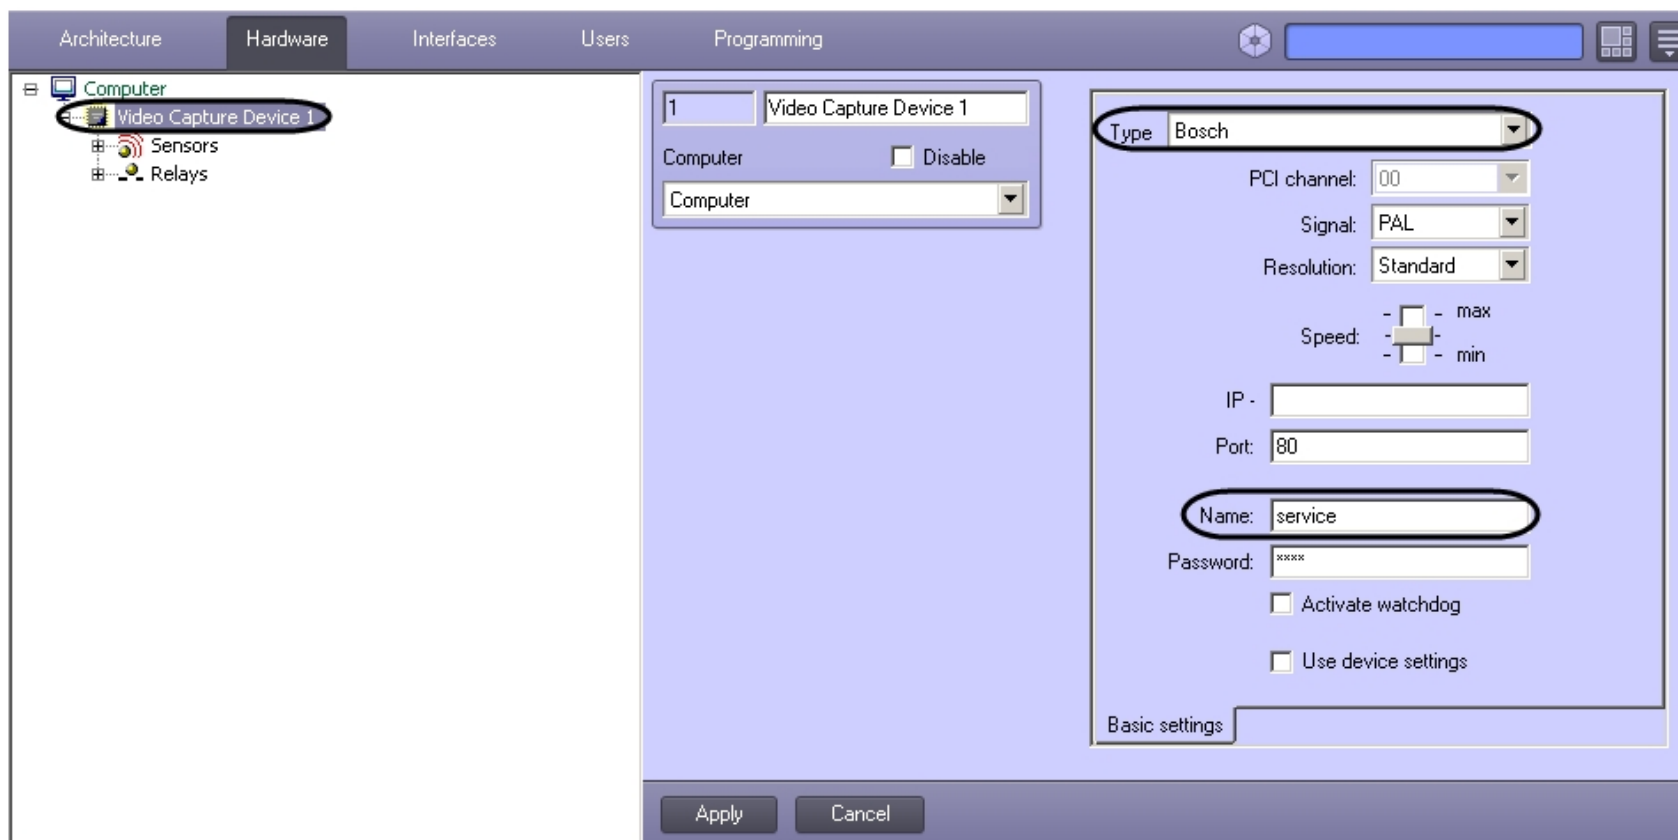 Architecture Hardware Interfaces Users Programming
Computer
Video Capture Device 1
Sensors
Relays
1 Video Capture Device 1
Computer Disable
Computer
Type Bosch
PCI channel: 00
Signal: PAL
Resolution: Standard
max
Speed:
min
IP -
Port: 80
Name: service
Password: ****
Activate watchdog
Use device settings
Basic settings
Apply Cancel